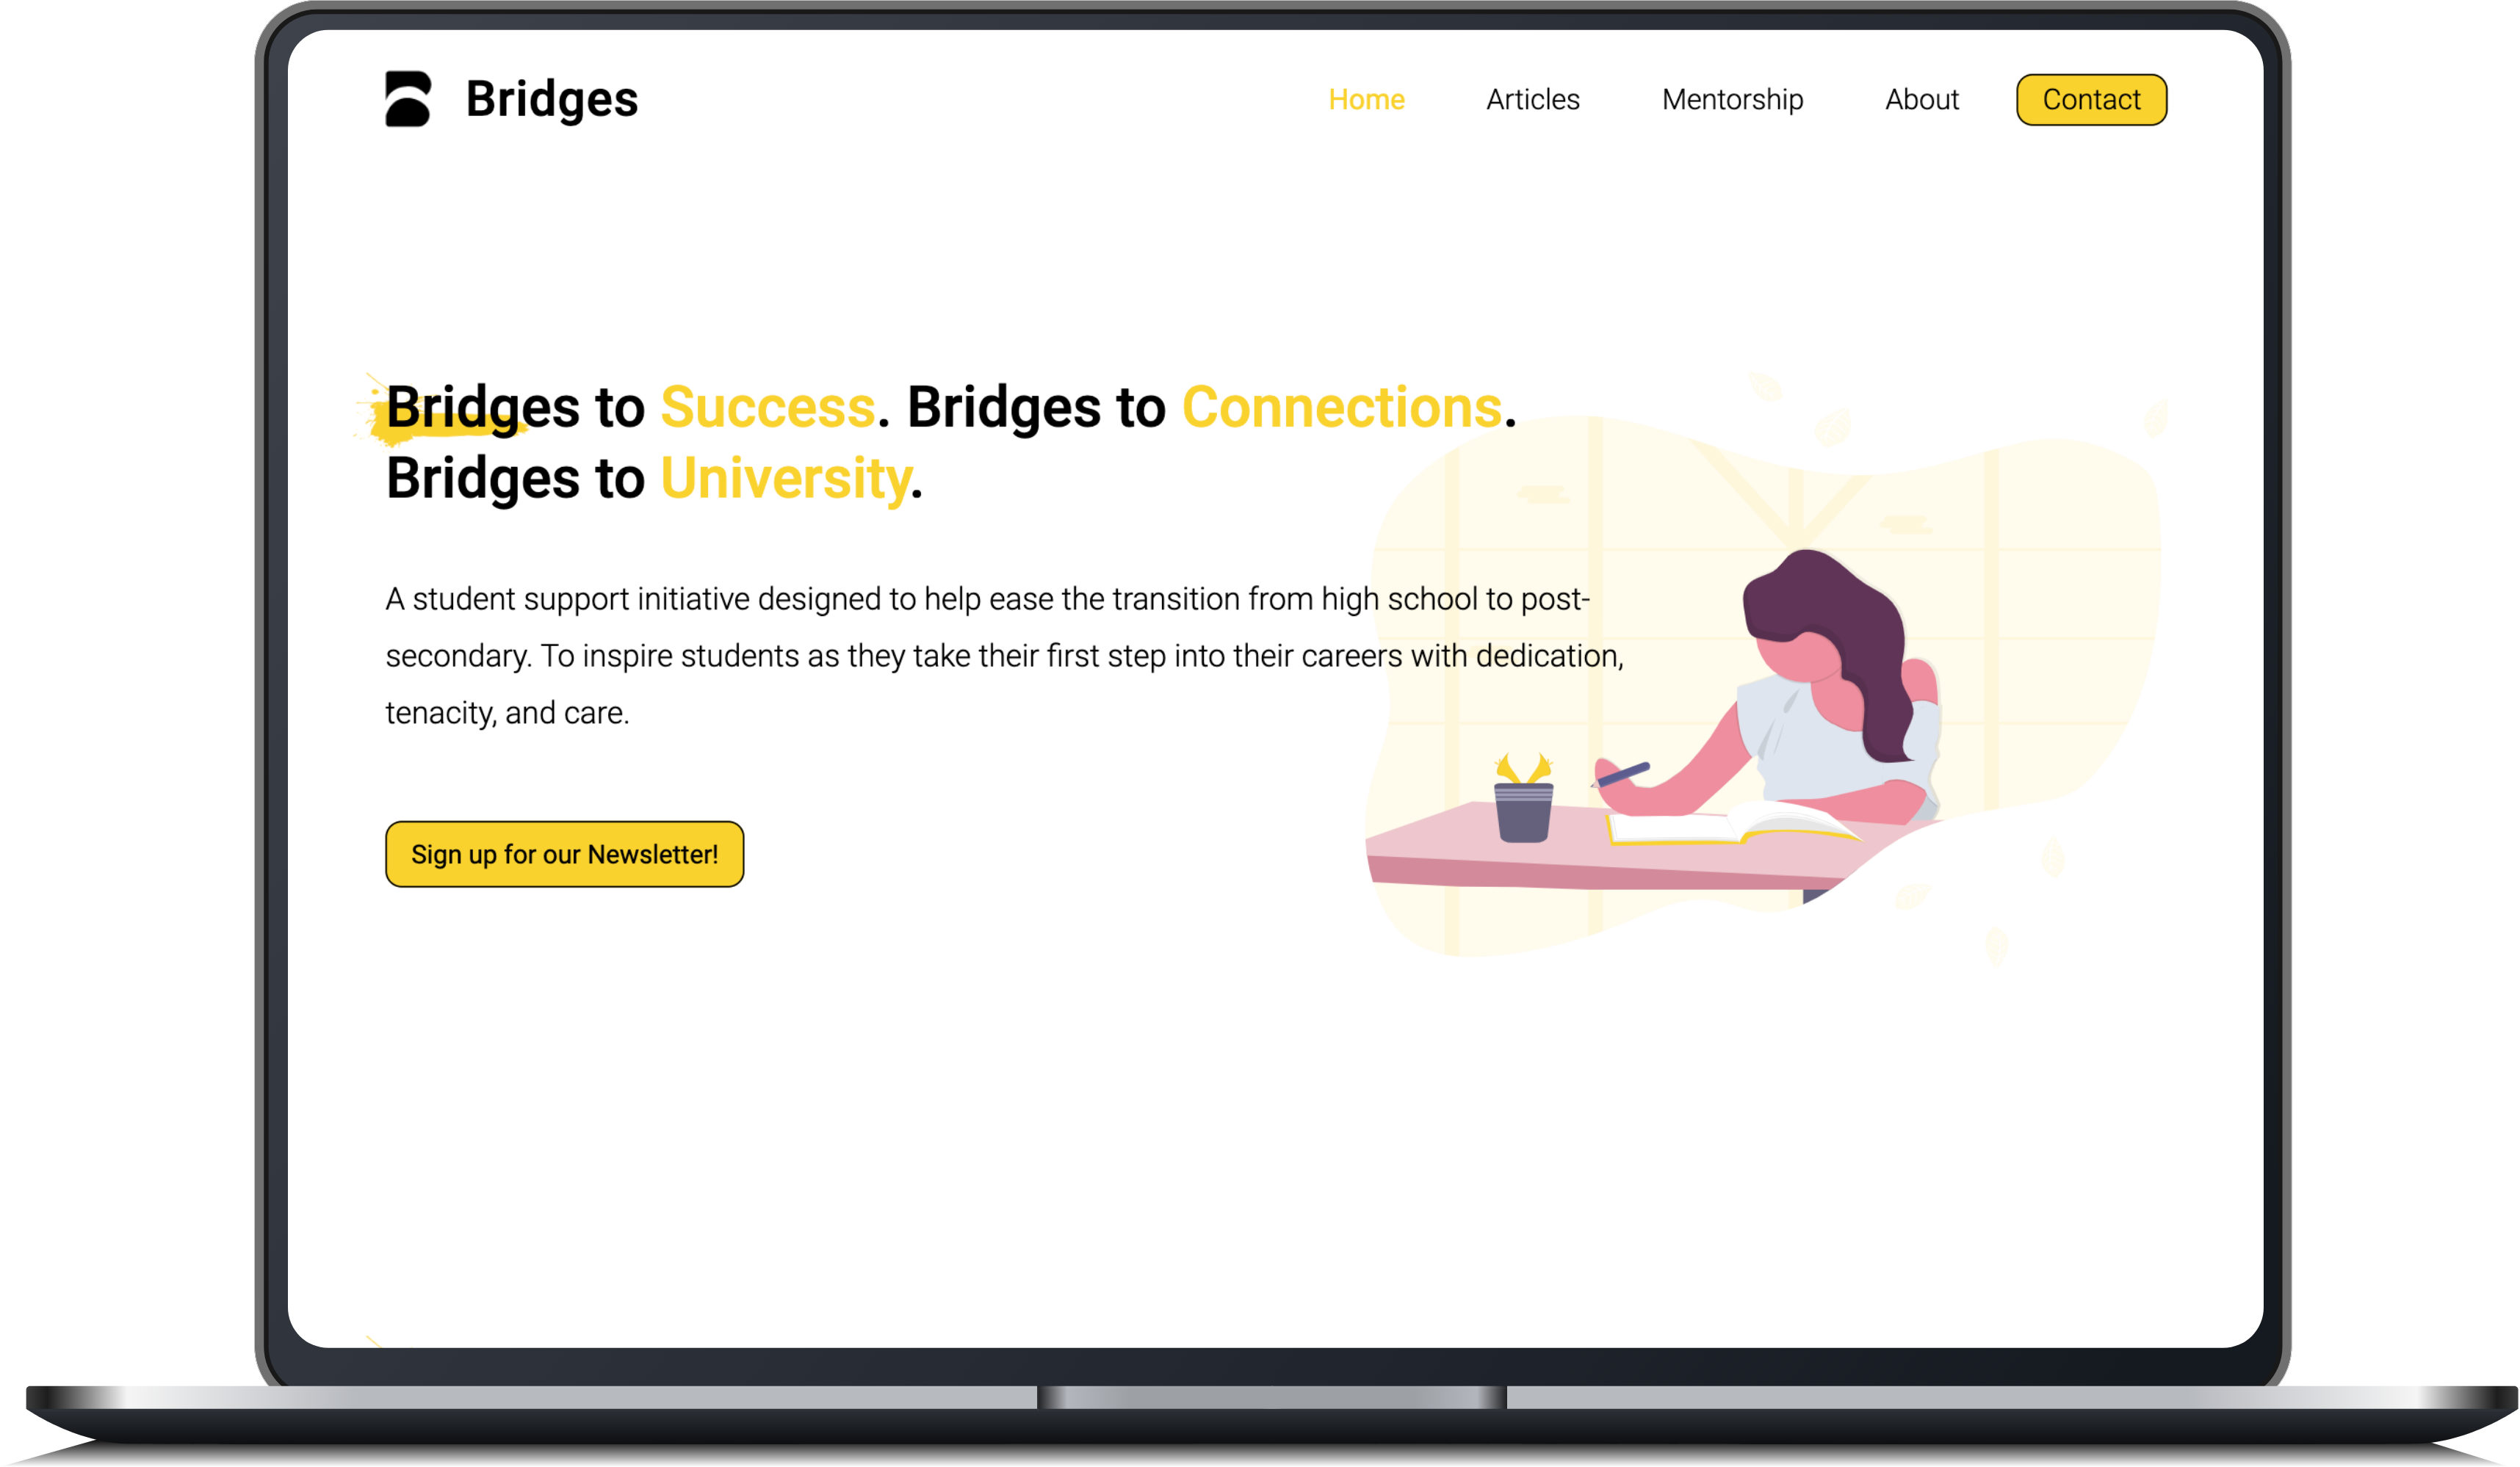 Bridges
Home Articles Mentorship About Contact
Bridges to Success. Bridges to Connections.
Bridges to University.
A student support initiative designed to help ease the transition from high school to post-
secondary. To inspire students as they take their first step into their careers with dedication,
tenacity, and care.
Sign up for our Newsletter!